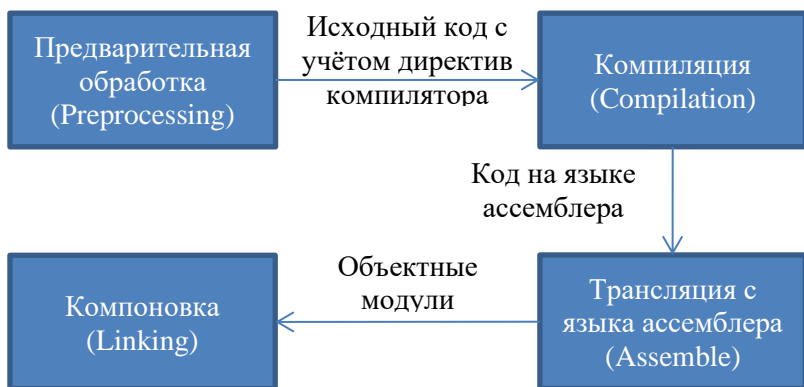 Предварительная
обработка
(Preprocessing)
Исходный код с
учётом директив
компилятора
Компиляция
(Compilation)
Код на языке
ассемблера
Трансляция с
языка ассемблера
(Assemble)
Объектные
модули
Компоновка
(Linking)